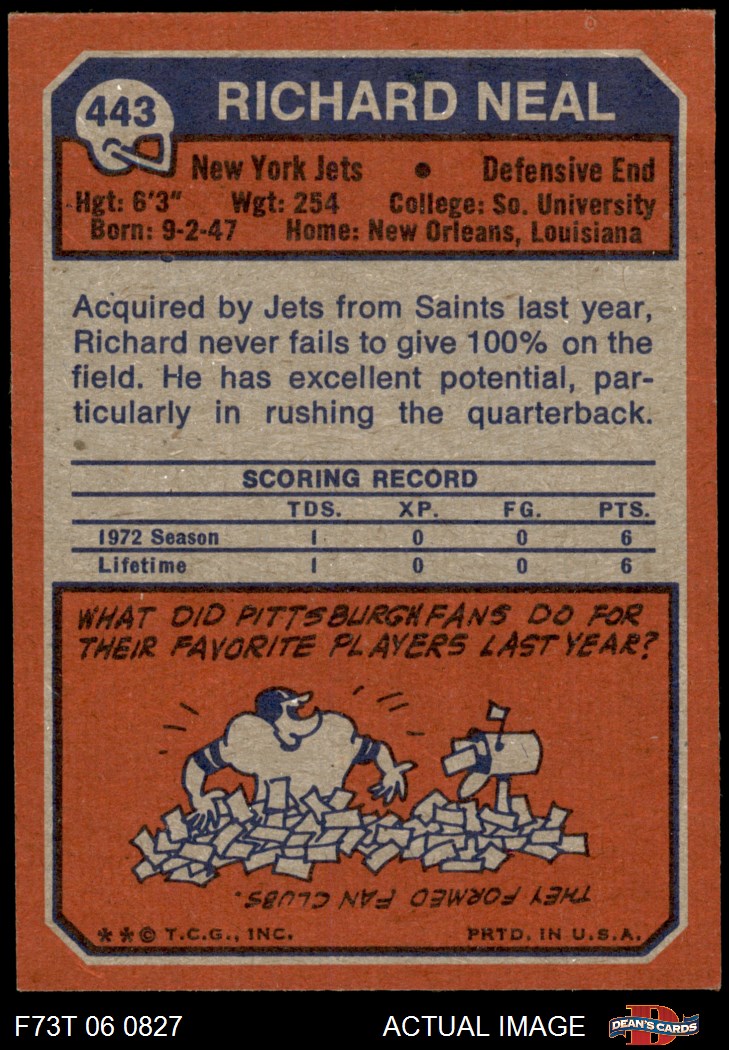 443
RICHARD NEAL
New York Jets • Defensive End
Hgt: 6'3" Wgt: 254 College: So. University
Born: 9-2-47 Home: New Orleans, Louisiana
Acquired by Jets from Saints last year,
Richard never fails to give 100% on the
field. He has excellent potential, par-
ticularly in rushing the quarterback.
SCORING RECORD
TDS. XP. FG. PTS.
1972 Season 1 0 0 6
Lifetime 1 0 0 6
WHAT DID PITTSBURGH FANS DO FOR
THEIR FAVORITE PLAYERS LAST YEAR?
THEY FORMED FAN CLUBS.
**© T.C.G., INC. PRTD. IN U.S.A.
F73T 06 0827 ACTUAL IMAGE D DEAN'S CARDS